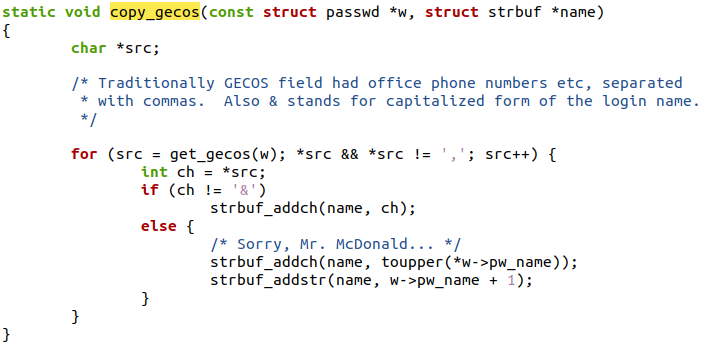 static void copy_gecos(const struct passwd *w, struct strbuf *name)
{
        char *src;

        /* Traditionally GECOS field had office phone numbers etc, separated
         * with commas.  Also & stands for capitalized form of the login name.
         */

        for (src = get_gecos(w); *src && *src != ','; src++) {
                int ch = *src;
                if (ch != '&')
                        strbuf_addch(name, ch);
                else {
                        /* Sorry, Mr. McDonald... */
                        strbuf_addch(name, toupper(*w->pw_name));
                        strbuf_addstr(name, w->pw_name + 1);
                }
        }
}